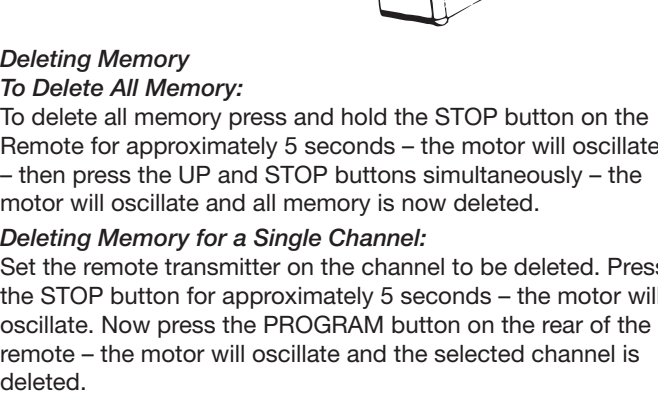 Deleting Memory
To Delete All Memory:
To delete all memory press and hold the STOP button on the
Remote for approximately 5 seconds – the motor will oscillate
– then press the UP and STOP buttons simultaneously – the
motor will oscillate and all memory is now deleted.
Deleting Memory for a Single Channel:
Set the remote transmitter on the channel to be deleted. Press
the STOP button for approximately 5 seconds – the motor will
oscillate. Now press the PROGRAM button on the rear of the
remote – the motor will oscillate and the selected channel is
deleted.